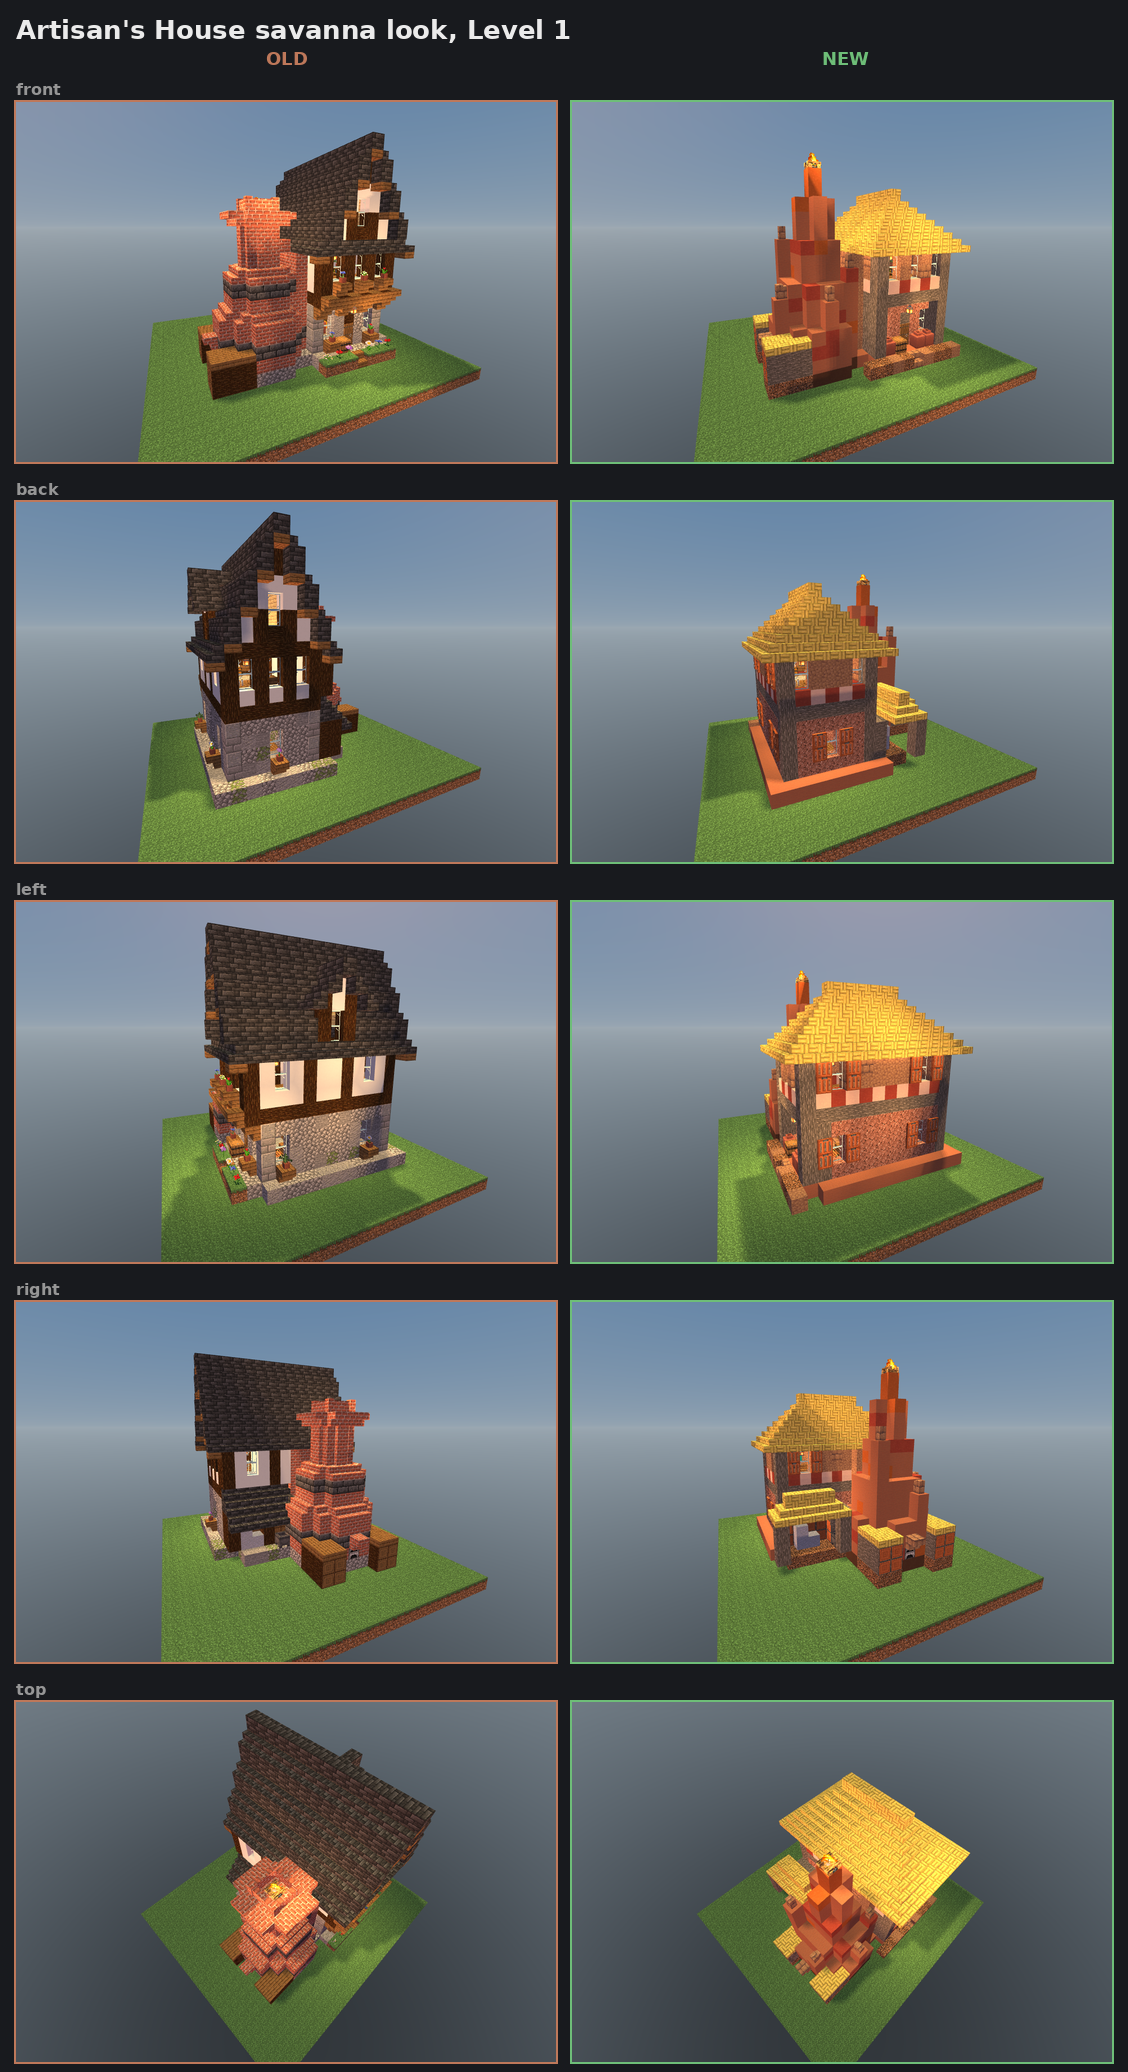 Artisan's House savanna look, Level 1
OLD NEW
front
back
left
right
top